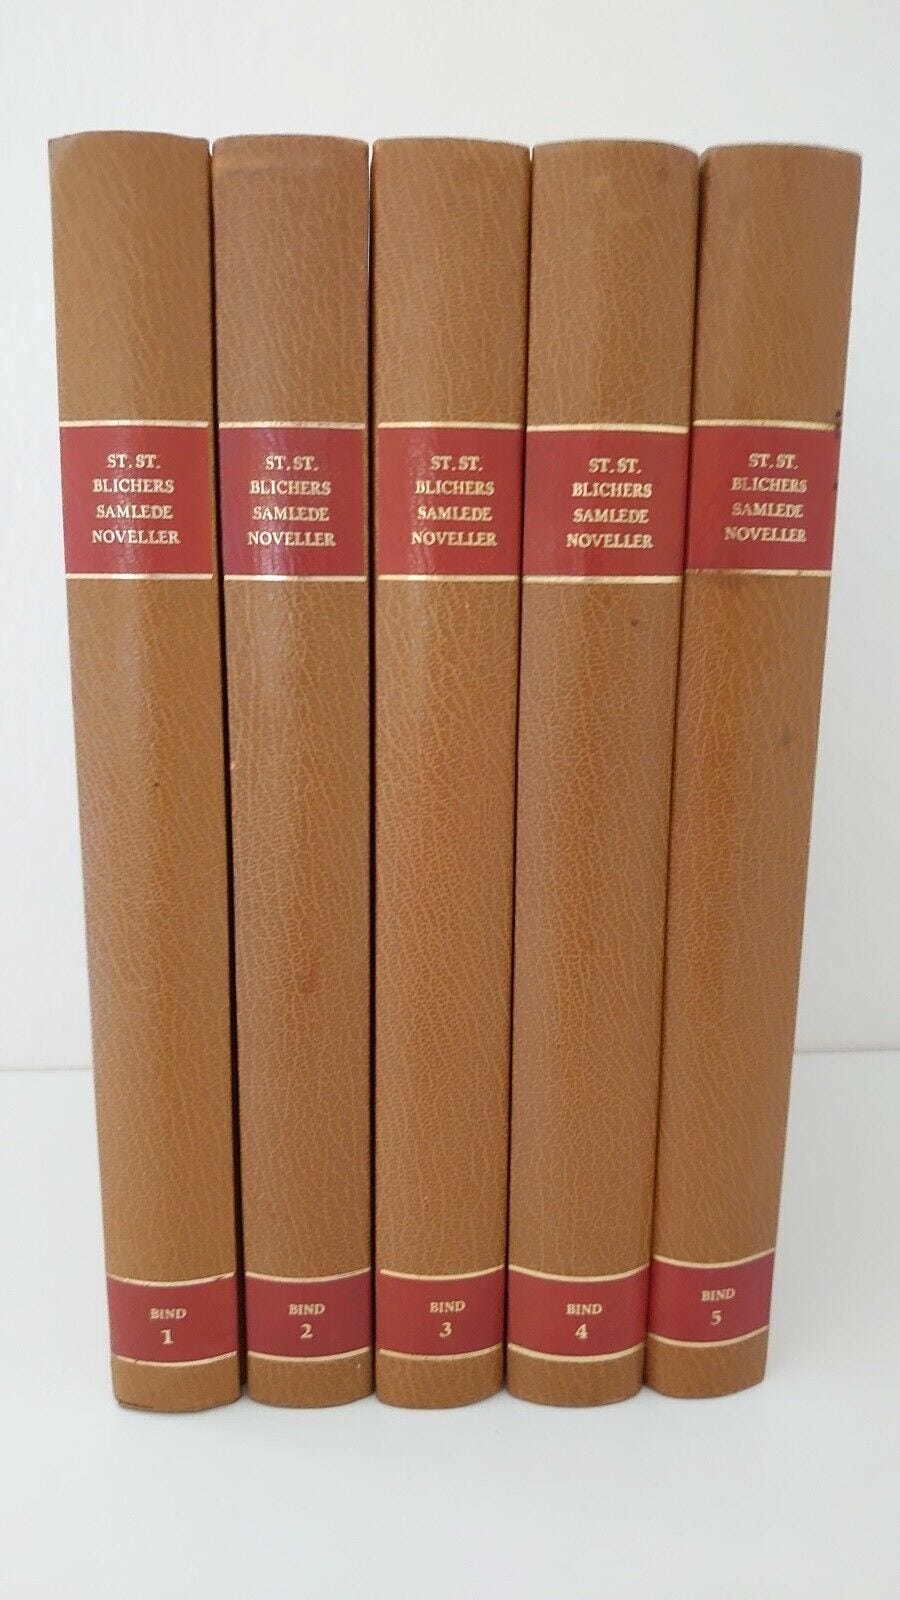 ST. ST.
BLICHERS
SAMLEDE
NOVELLER
BIND
1
ST. ST.
BLICHERS
SAMLEDE
NOVELLER
BIND
2
ST. ST.
BLICHERS
SAMLEDE
NOVELLER
BIND
3
ST. ST.
BLICHERS
SAMLEDE
NOVELLER
BIND
4
ST. ST.
BLICHERS
SAMLEDE
NOVELLER
BIND
5